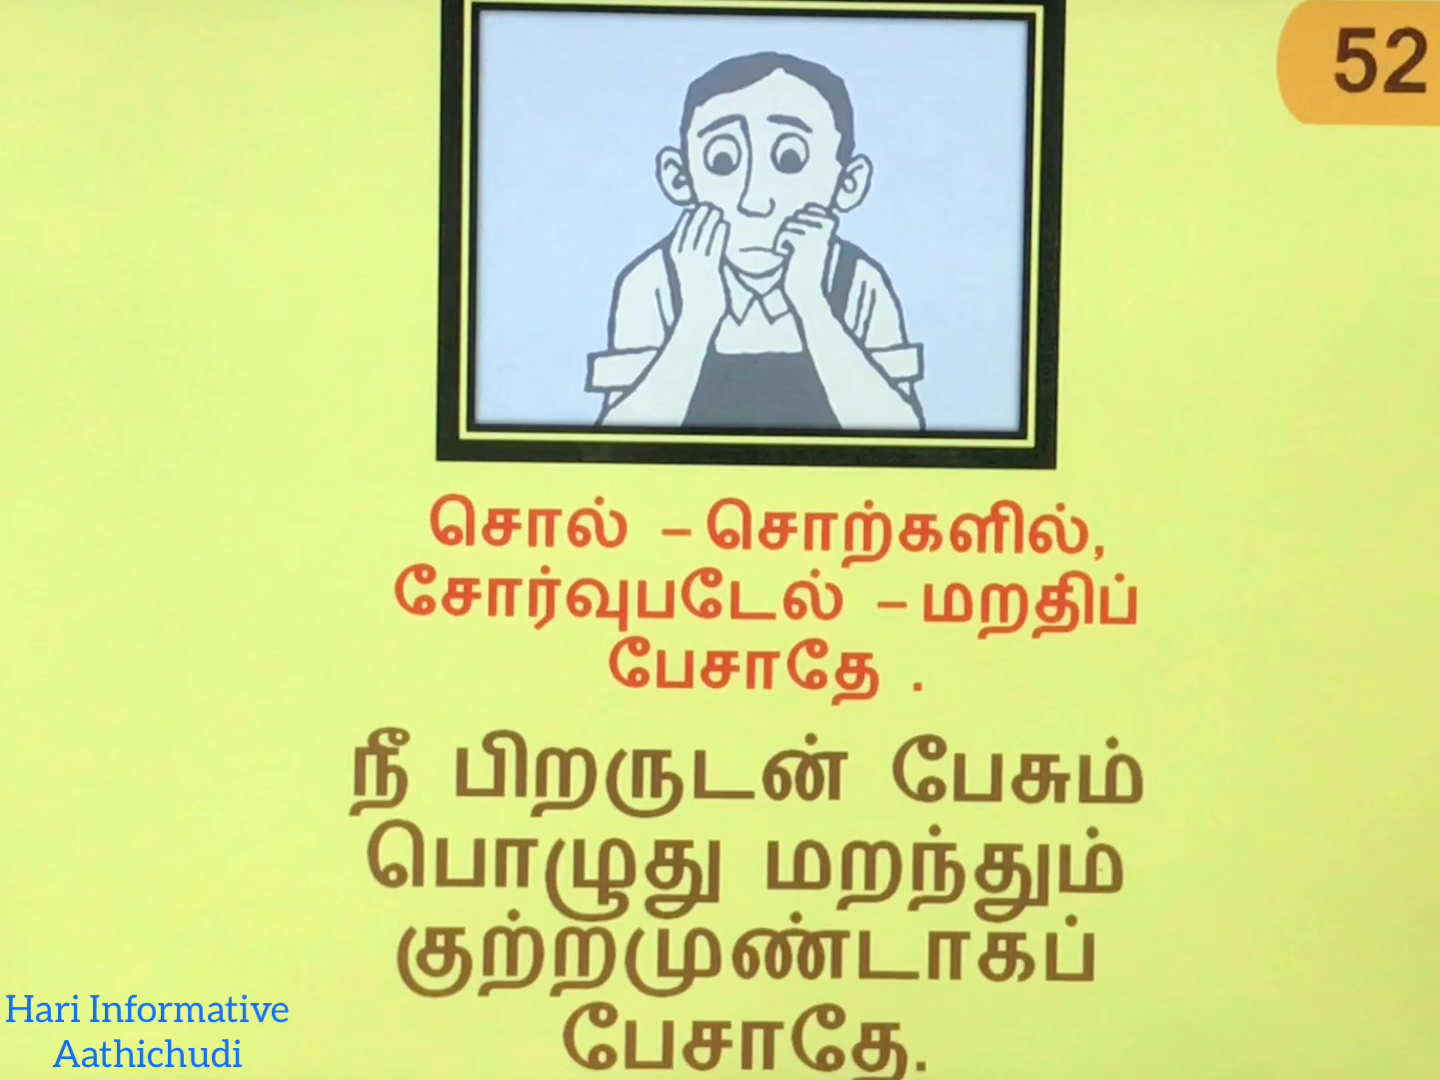 52
சொல் – சொற்களில்,
சோர்வுபடேல் – மறதிப்
பேசாதே .
நீ பிறருடன் பேசும்
பொழுது மறந்தும்
குற்றமுண்டாகப்
பேசாதே.
Hari Informative
Aathichudi